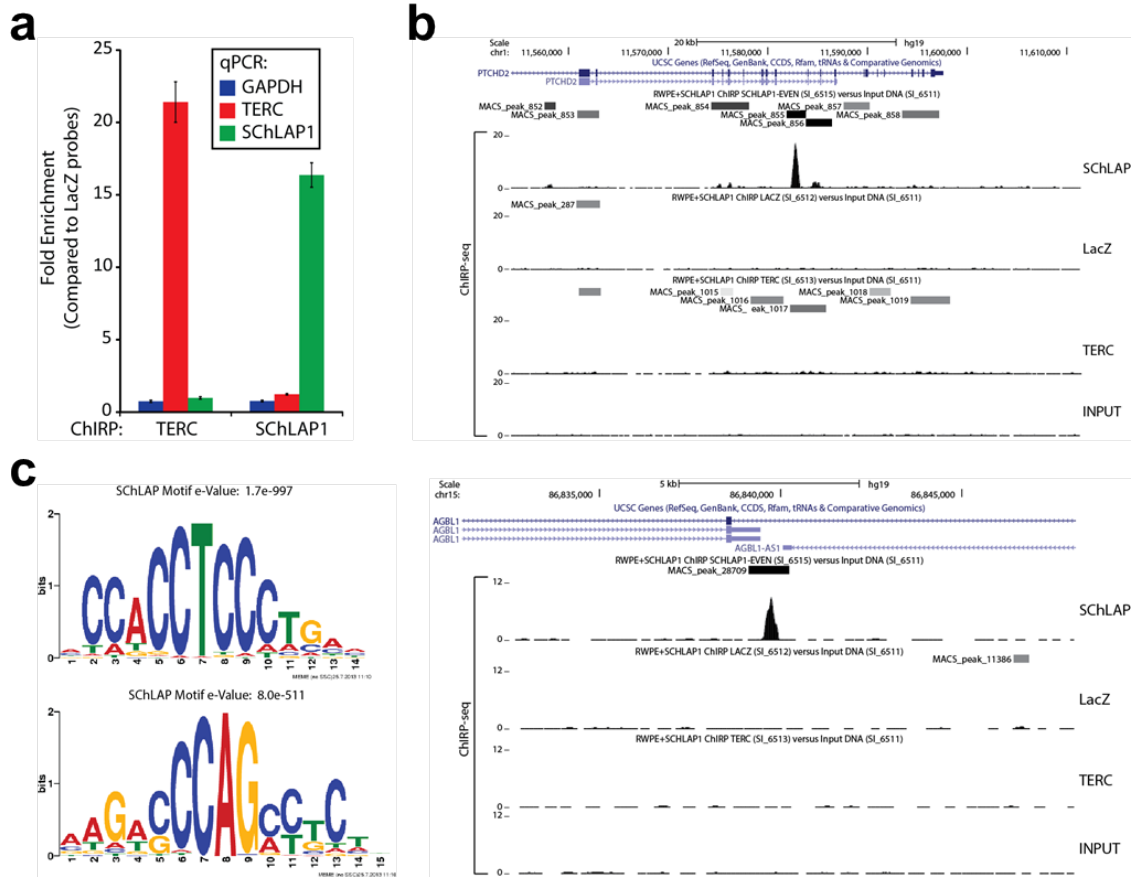 a
25
20
15
10
5
0
Fold Enrichment
(Compared to LacZ probes)
qPCR:
GAPDH
TERC
SChLAP1
ChIRP: TERC SChLAP1
b
Scale 20 kb hg19
chr1: 11,560,000 11,570,000 11,580,000 11,590,000 11,600,000 11,610,000
UCSC Genes (RefSeq, GenBank, CCDS, Rfam, tRNAs & Comparative Genomics)
PTCHD2
PTCHD2
RWPE+SCHLAP1 ChIRP SCHLAP1-EVEN (SI_6515) versus Input DNA (SI_6511)
MACS_peak_852 MACS_peak_854 MACS_peak_857
MACS_peak_853 MACS_peak_855 MACS_peak_858
MACS_peak_856
20
SChLAP
0
RWPE+SCHLAP1 ChIRP LACZ (SI_6512) versus Input DNA (SI_6511)
MACS_peak_287
20
LacZ
0
RWPE+SCHLAP1 ChIRP TERC (SI_6513) versus Input DNA (SI_6511)
MACS_peak_1015 MACS_peak_1018
MACS_peak_1016 MACS_peak_1019
MACS_ eak_1017
20
TERC
0
20
INPUT
0
ChIRP-seq
c
SChLAP Motif e-Value: 1.7e-997
2
1
0
bits
1 2 3 4 5 6 7 8 9 10 11 12 13 14
SChLAP Motif e-Value: 8.0e-511
2
1
0
bits
1 2 3 4 5 6 7 8 9 10 11 12 13 14 15
Scale 5 kb hg19
chr15: 86,835,000 86,840,000 86,845,000
UCSC Genes (RefSeq, GenBank, CCDS, Rfam, tRNAs & Comparative Genomics)
AGBL1
AGBL1
AGBL1
AGBL1-AS1
RWPE+SCHLAP1 ChIRP SCHLAP1-EVEN (SI_6515) versus Input DNA (SI_6511)
MACS_peak_28709
12
SChLAP
0
RWPE+SCHLAP1 ChIRP LACZ (SI_6512) versus Input DNA (SI_6511)
MACS_peak_11386
12
LacZ
0
RWPE+SCHLAP1 ChIRP TERC (SI_6513) versus Input DNA (SI_6511)
12
TERC
0
12
INPUT
0
ChIRP-seq